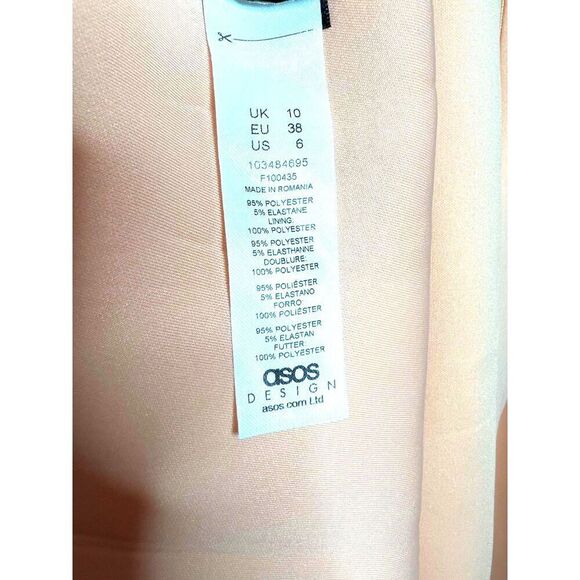 UK 10
EU 38
US 6
103484695
F100435
MADE IN ROMANIA
95% POLYESTER
5% ELASTANE
LINING:
100% POLYESTER
95% POLYESTER
5% ELASTHANNE
DOUBLURE:
100% POLYESTER
95% POLIÉSTER
5% ELASTANO
FORRO:
100% POLIÉSTER
95% POLYESTER
5% ELASTAN
FUTTER:
100% POLYESTER
asos
DESIGN
asos.com Ltd